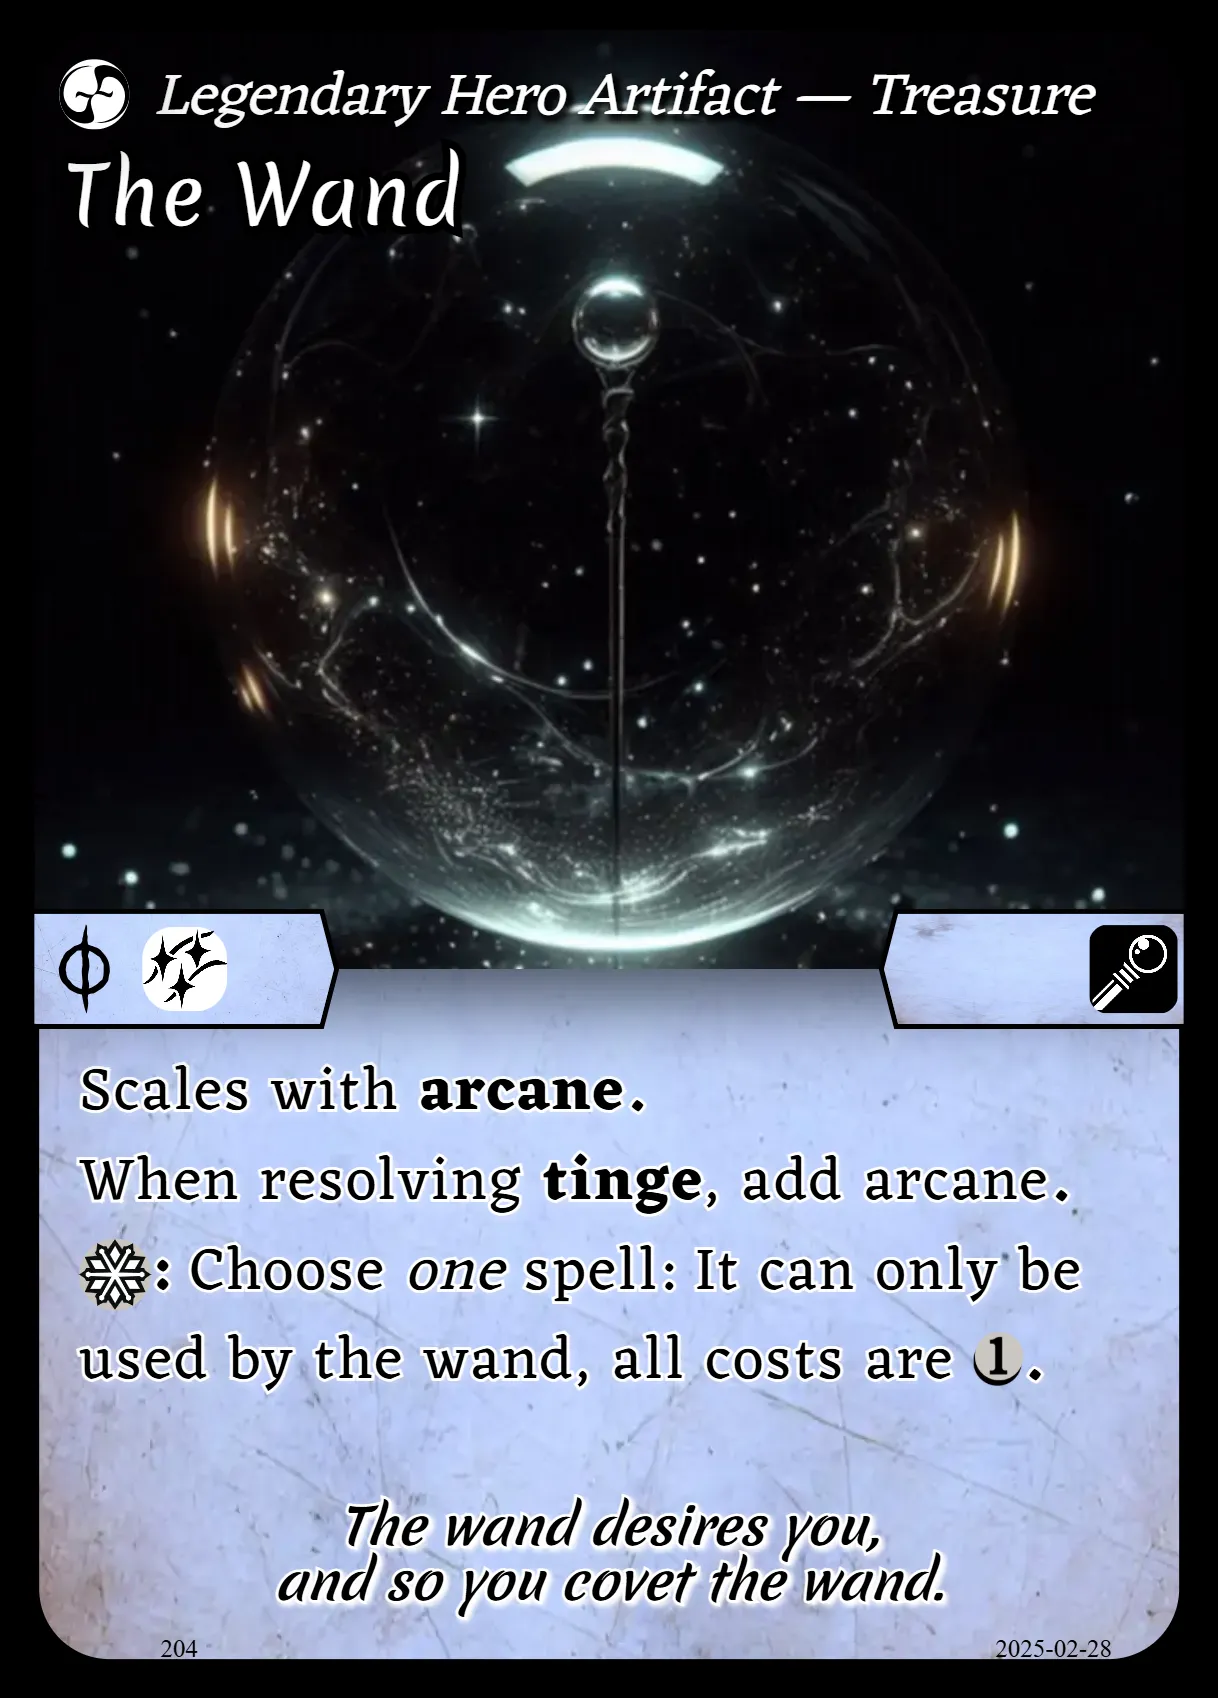 Legendary Hero Artifact — Treasure
The Wand
Scales with arcane.
When resolving tinge, add arcane.
: Choose one spell: It can only be
used by the wand, all costs are 1.
The wand desires you,
and so you covet the wand.
204
2025-02-28